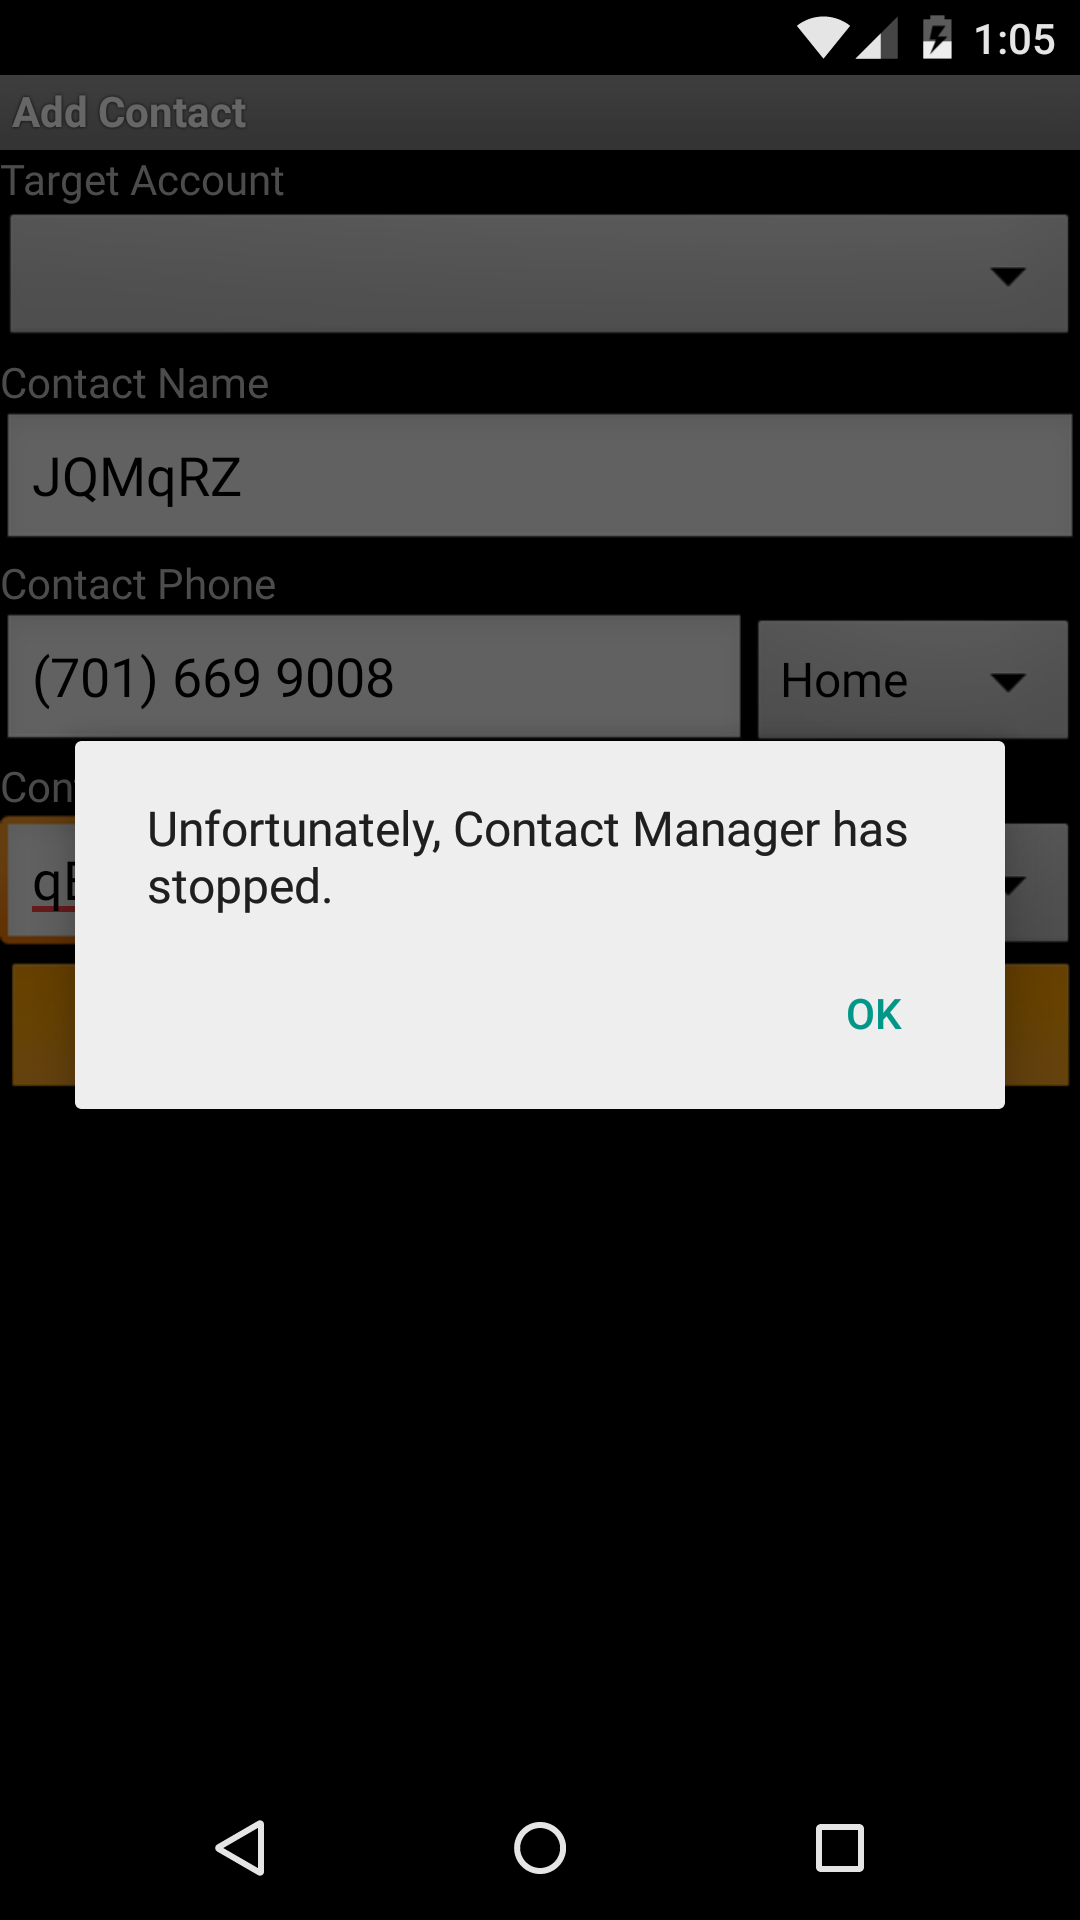 1:05
Add Contact
Target Account
Contact Name
JQMqRZ
Contact Phone
(701) 669 9008
Home
Unfortunately, Contact Manager has
stopped.
OK